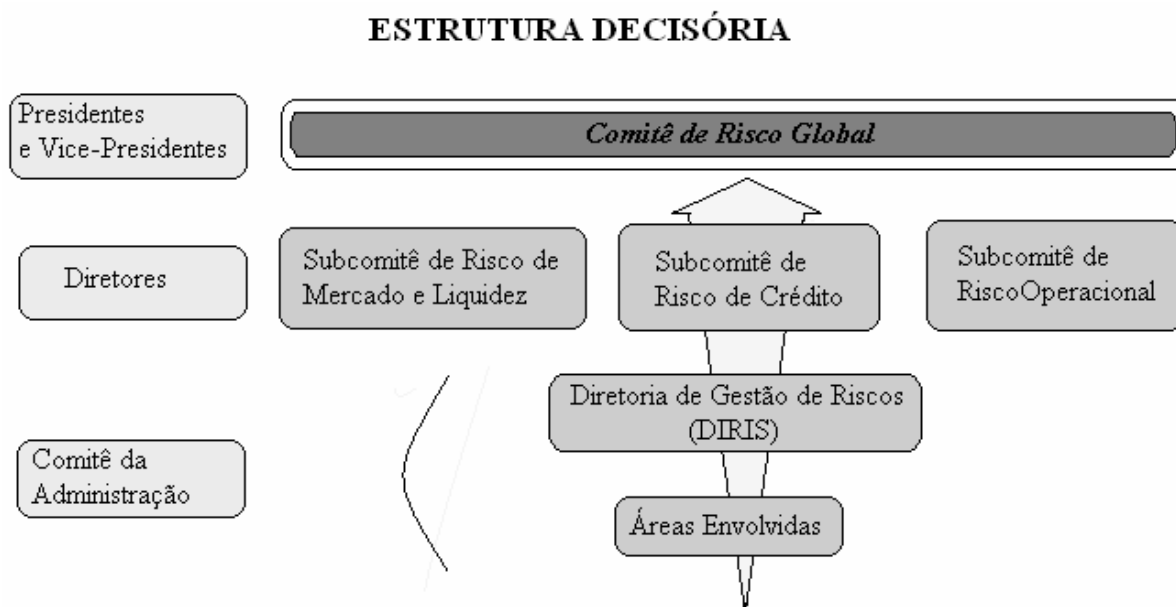 ESTRUTURA DECISÓRIA
Presidentes
e Vice-Presidentes
Comitê de Risco Global
Diretores
Subcomitê de Risco de
Mercado e Liquidez
Subcomitê de
Risco de Crédito
Subcomitê de
RiscoOperacional
Diretoria de Gestão de Riscos
(DIRIS)
Comitê da
Administração
Áreas Envolvidas